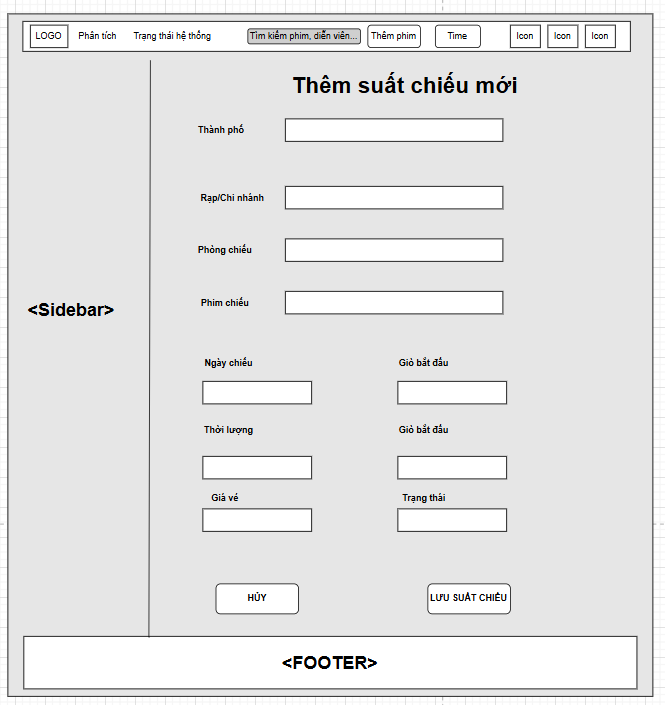 LOGO Phân tích Trạng thái hệ thống Tìm kiếm phim, diễn viên... Thêm phim Time Icon Icon Icon
Thêm suất chiếu mới
Thành phố
Rạp/Chi nhánh
Phòng chiếu
<Sidebar>
Phim chiếu
Ngày chiếu Giỏ bắt đầu
Thời lượng Giỏ bắt đầu
Giá vé Trạng thái
HỦY LƯU SUẤT CHIẾU
<FOOTER>